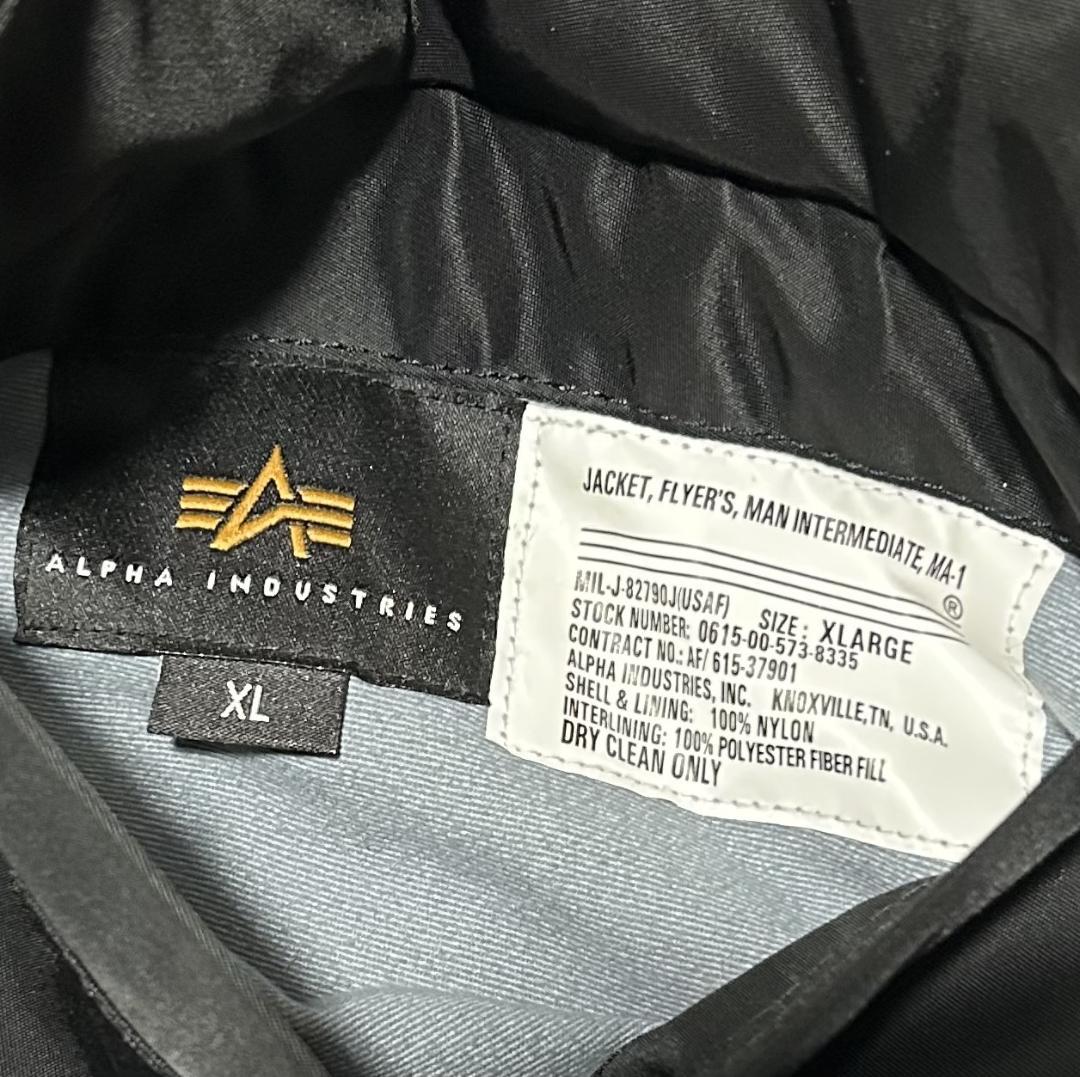 ALPHA INDUSTRIES
XL
JACKET, FLYER'S, MAN INTERMEDIATE, MA-1
®
MIL-J-82790J(USAF) SIZE: XLARGE
STOCK NUMBER: 0615-00-573-8335
CONTRACT NO.: AF/ 615-37901
ALPHA INDUSTRIES, INC. KNOXVILLE,TN, U.S.A.
SHELL & LINING: 100% NYLON
INTERLINING: 100% POLYESTER FIBER FILL
DRY CLEAN ONLY